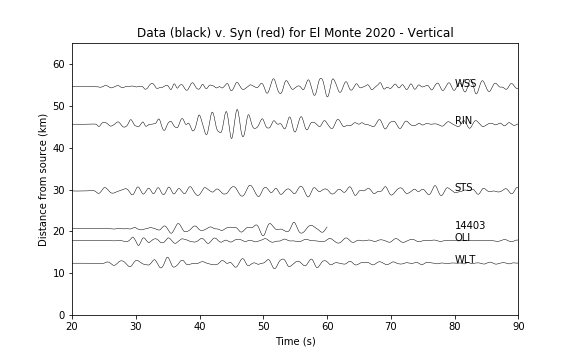 Data (black) v. Syn (red) for El Monte 2020 - Vertical
60
50
40
30
20
10
0
Distance from source (km)
WSS
RIN
STS
14403
OLI
WLT
20 30 40 50 60 70 80 90
Time (s)